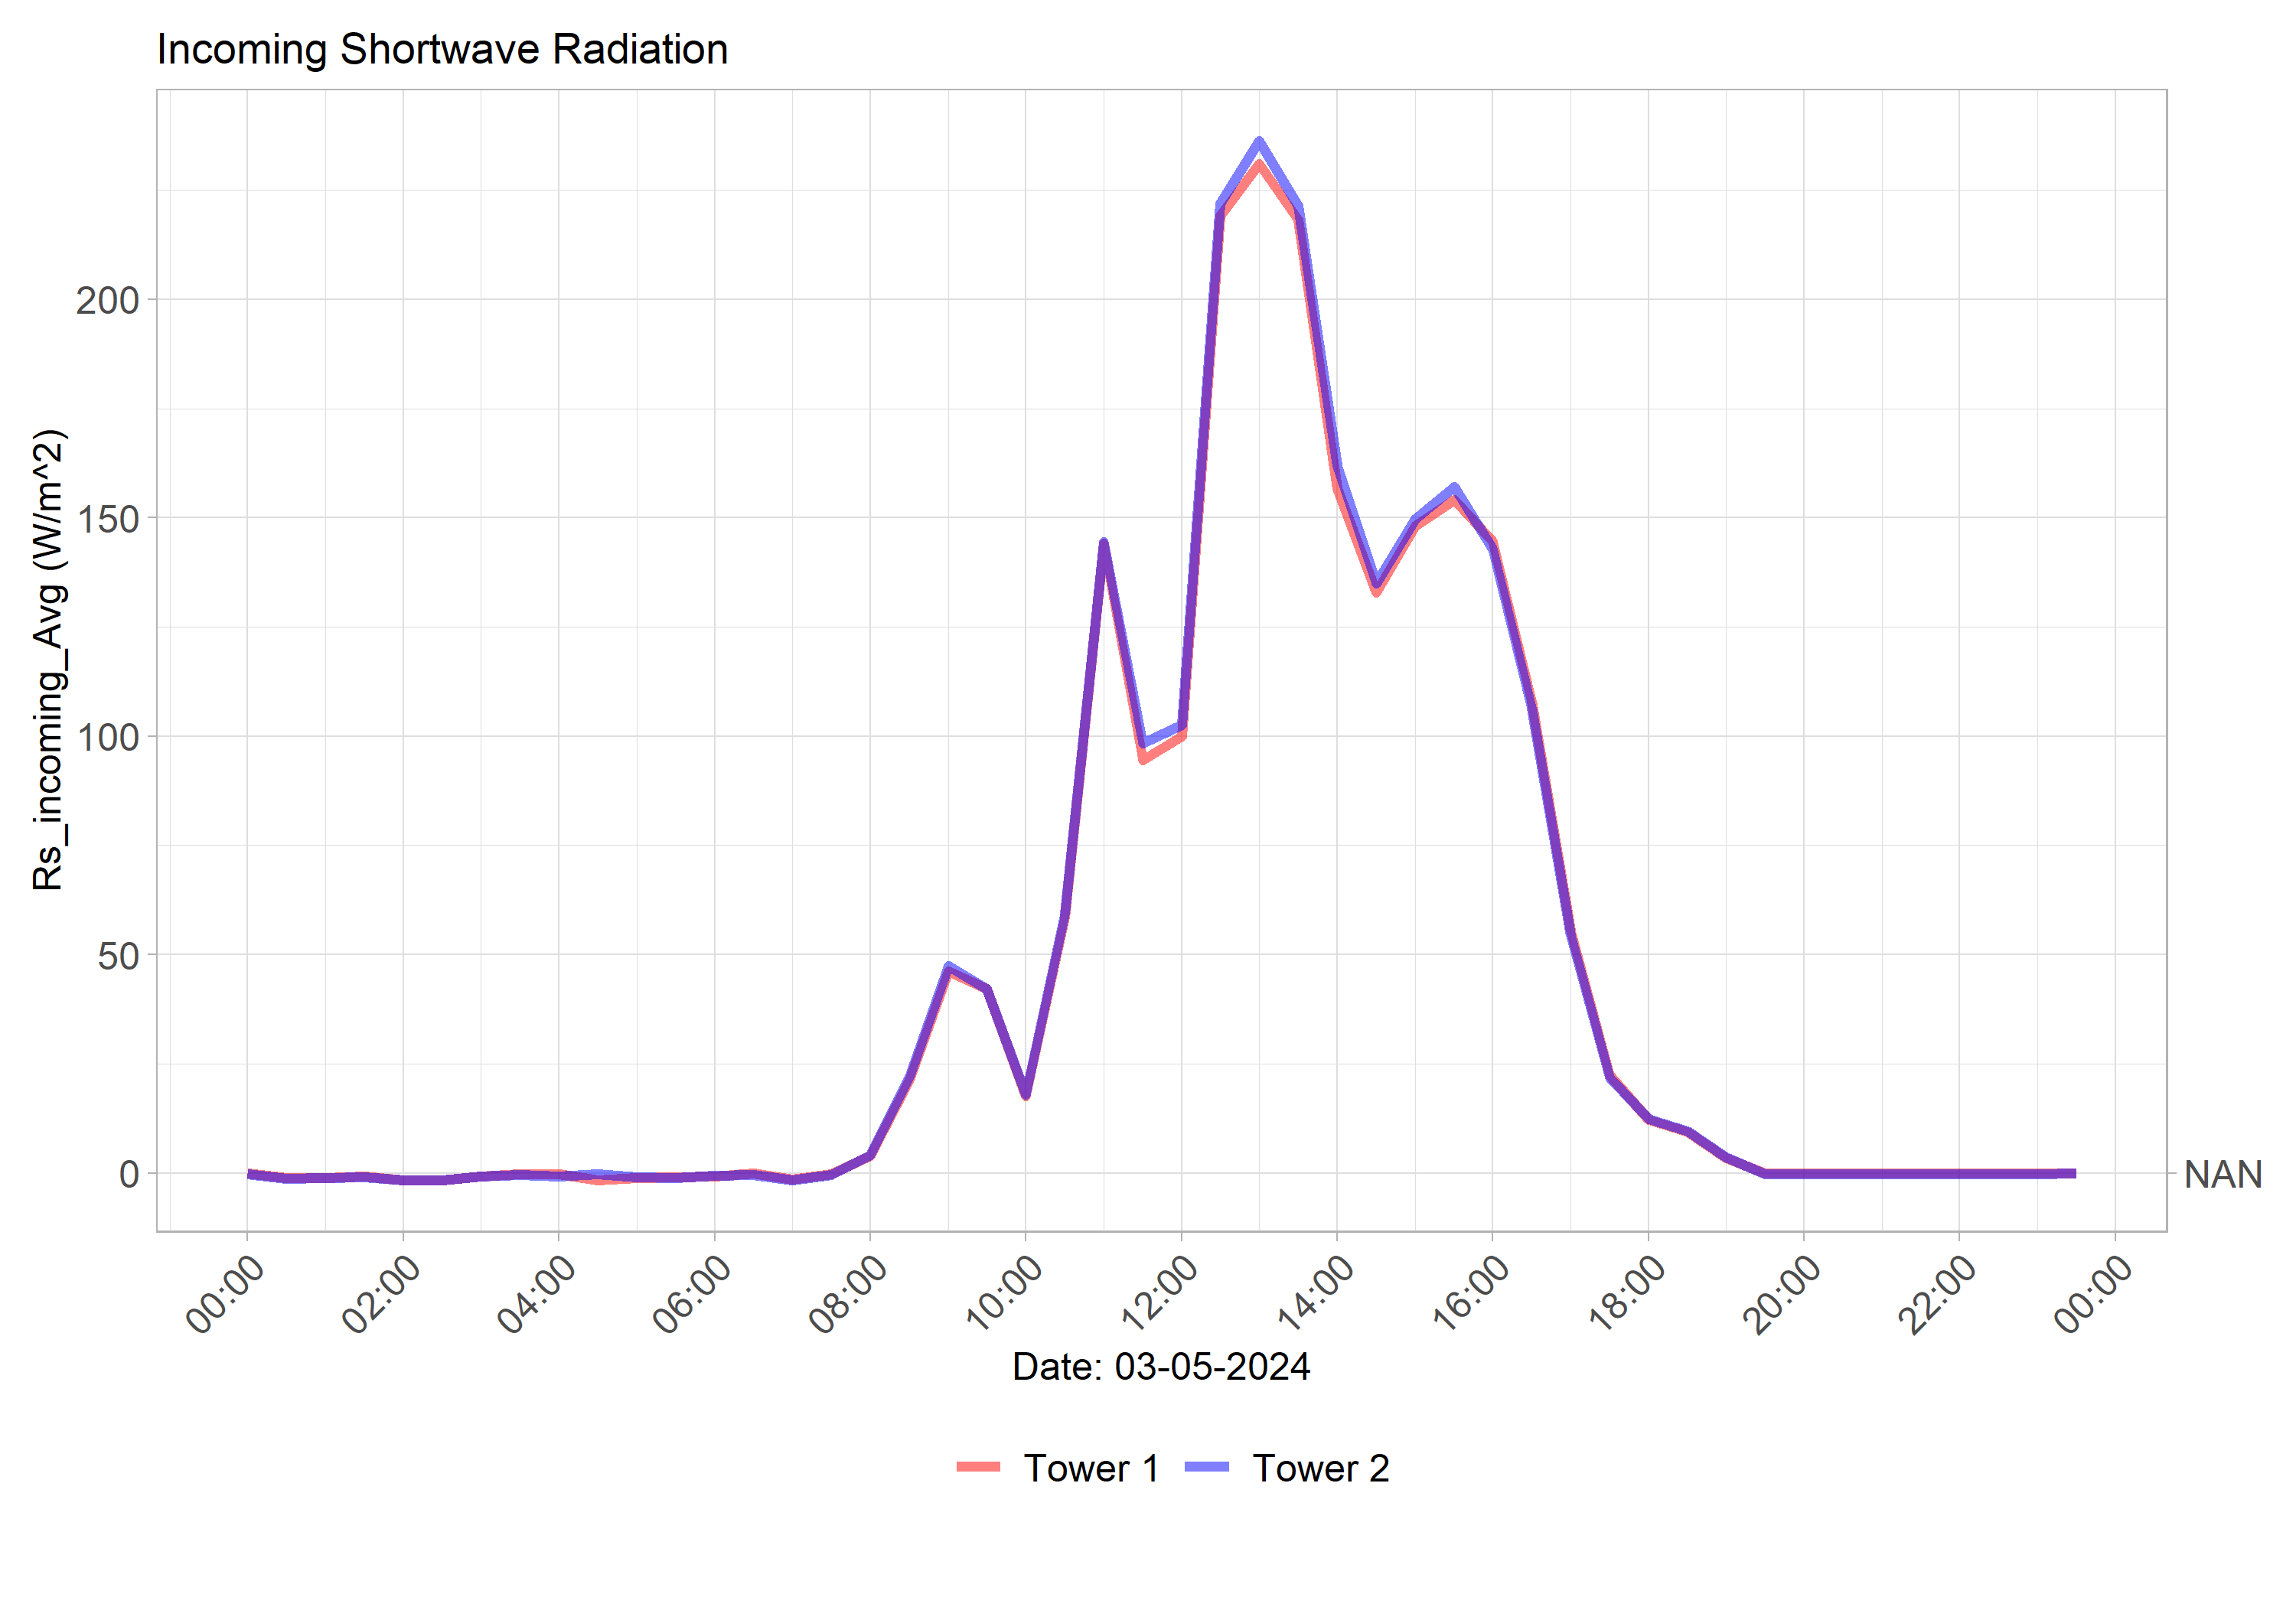 Incoming Shortwave Radiation
Rs_incoming_Avg (W/m^2)
200
150
100
50
0
NAN
00:00 02:00 04:00 06:00 08:00 10:00 12:00 14:00 16:00 18:00 20:00 22:00 00:00
Date: 03-05-2024
Tower 1 Tower 2